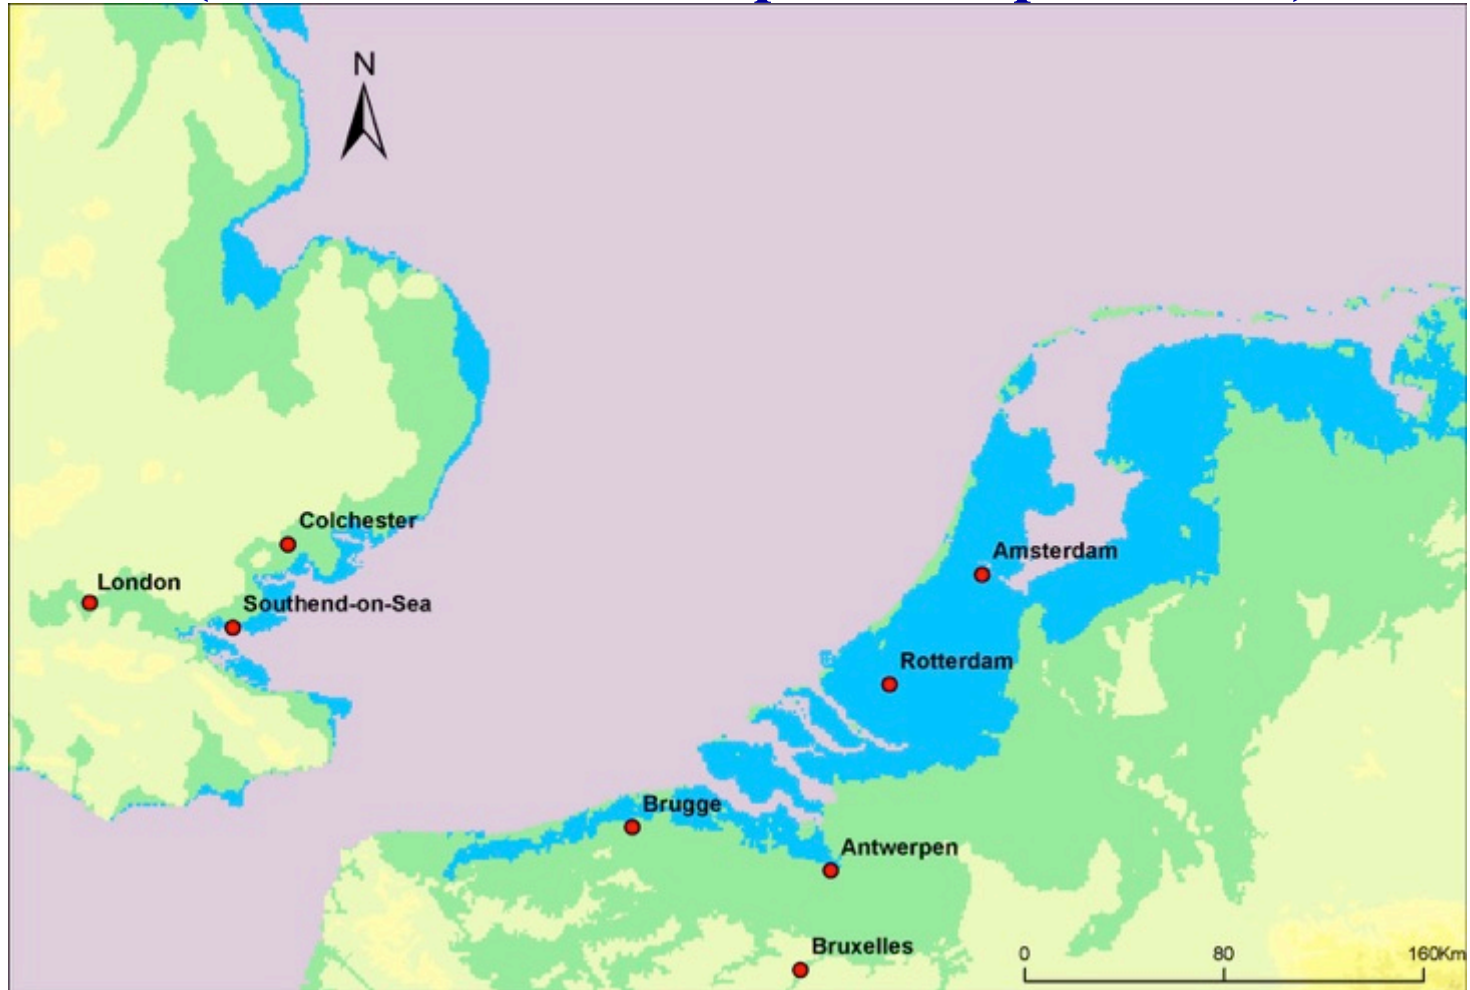 N
Colchester
London
Southend-on-Sea
Amsterdam
Rotterdam
Brugge
Antwerpen
Bruxelles
0 80 160Km